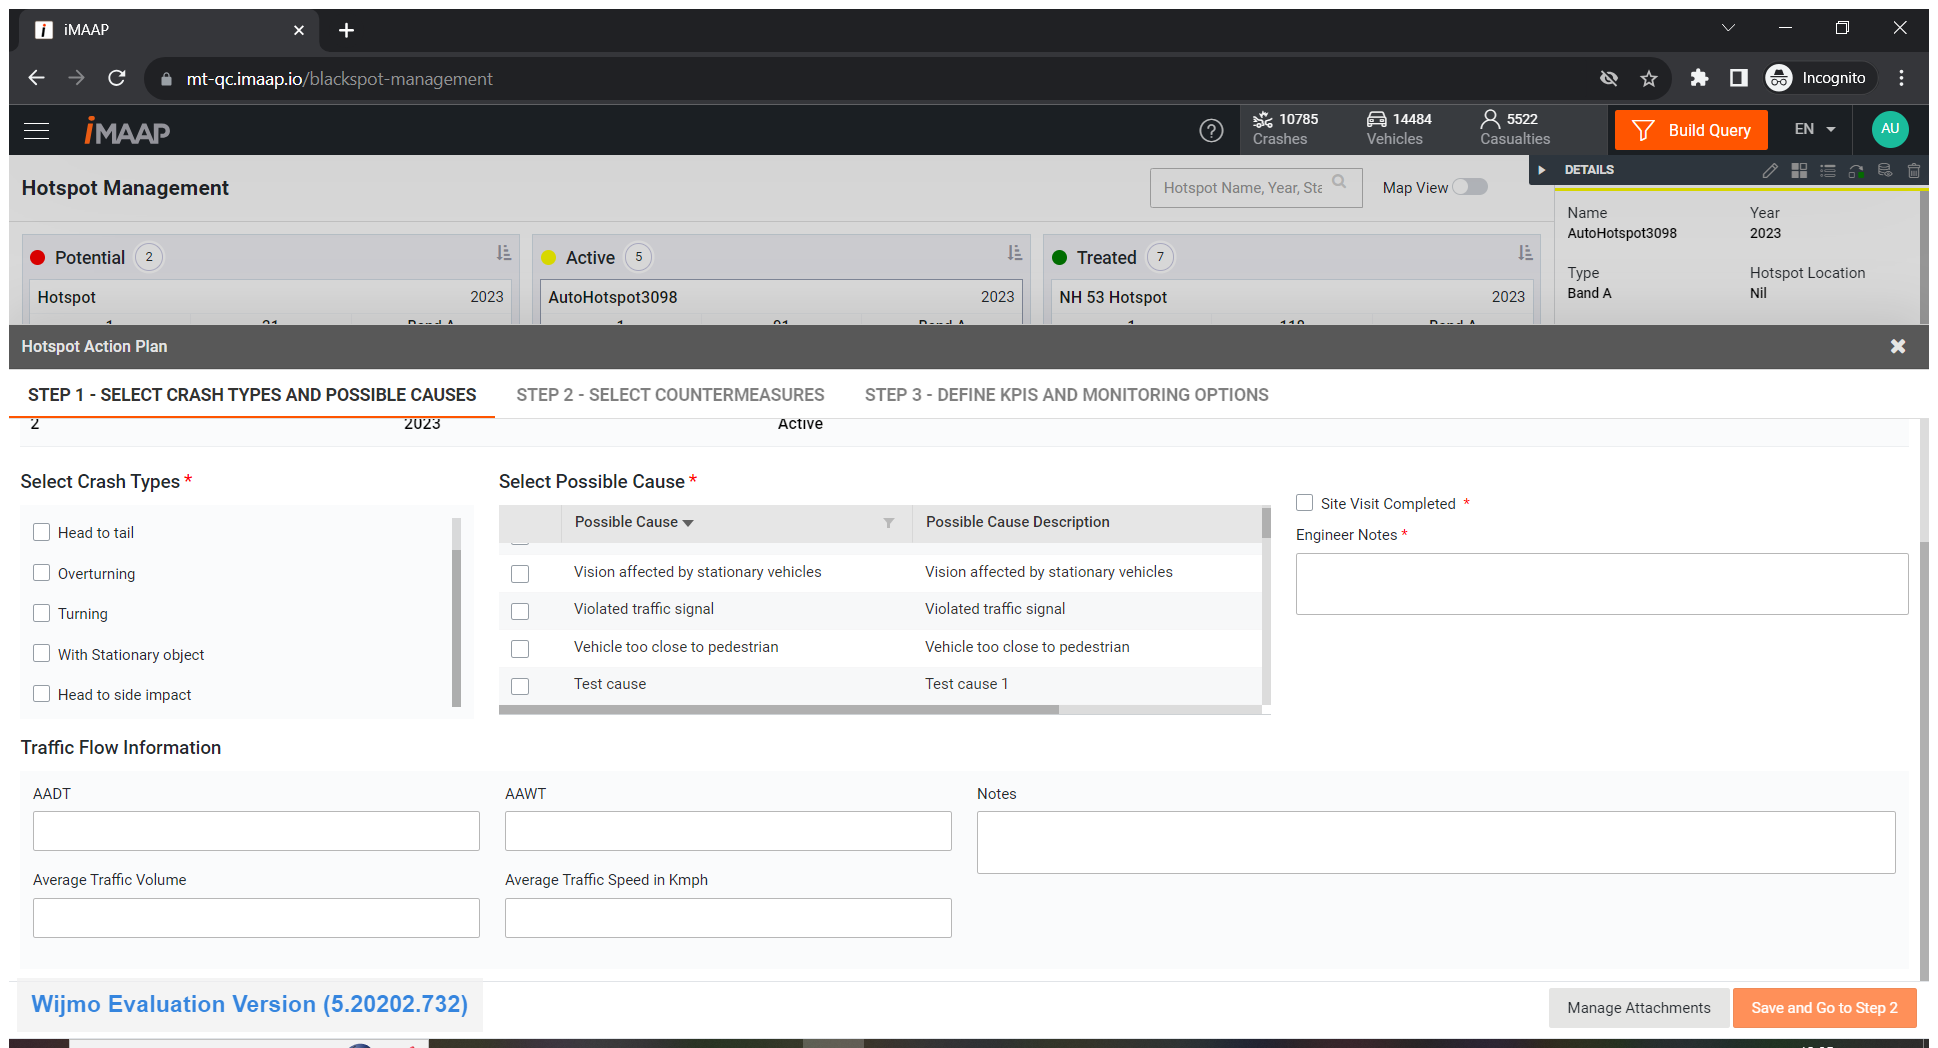 iMAAP
mt-qc.imaap.io/blackspot-management
Incognito
iMAAP
10785
Crashes
14484
Vehicles
5522
Casualties
Build Query
EN
AU
Hotspot Management
Hotspot Name, Year, Sta
Map View
DETAILS
Name
AutoHotspot3098
Year
2023
Type
Band A
Hotspot Location
Nil
Potential 2
Hotspot 2023
Active 5
AutoHotspot3098 2023
Treated 7
NH 53 Hotspot 2023
Hotspot Action Plan
STEP 1 - SELECT CRASH TYPES AND POSSIBLE CAUSES
STEP 2 - SELECT COUNTERMEASURES
STEP 3 - DEFINE KPIS AND MONITORING OPTIONS
2 2023 Active
Select Crash Types *
Head to tail
Overturning
Turning
With Stationary object
Head to side impact
Select Possible Cause *
Possible Cause Possible Cause Description
Vision affected by stationary vehicles Vision affected by stationary vehicles
Violated traffic signal Violated traffic signal
Vehicle too close to pedestrian Vehicle too close to pedestrian
Test cause Test cause 1
Site Visit Completed *
Engineer Notes *
Traffic Flow Information
AADT
AAWT
Notes
Average Traffic Volume
Average Traffic Speed in Kmph
Wijmo Evaluation Version (5.20202.732)
Manage Attachments
Save and Go to Step 2